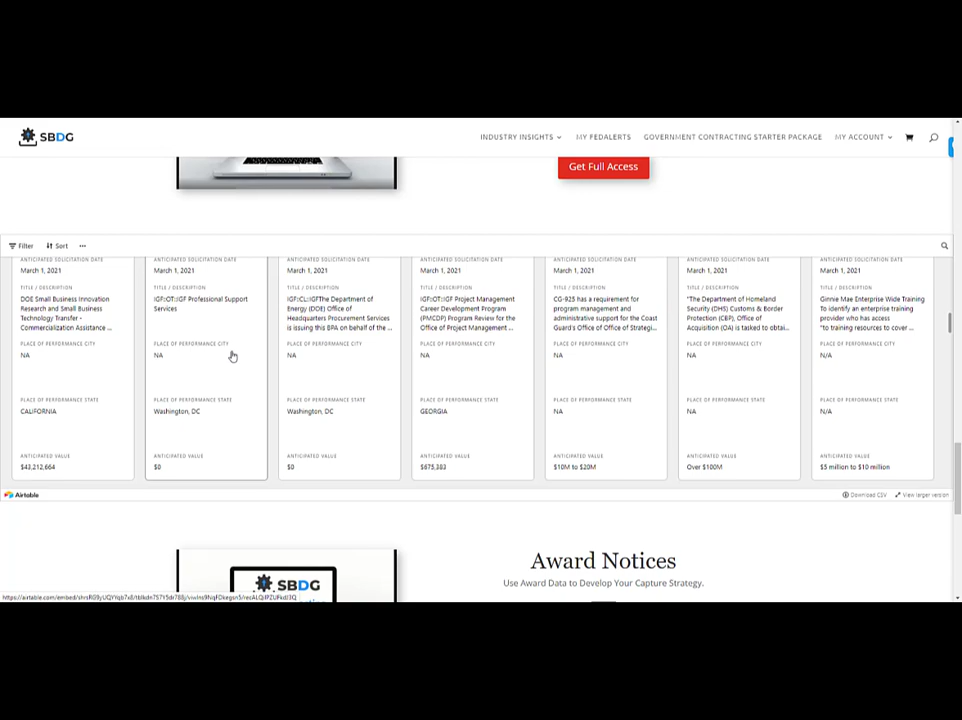 SBDG
INDUSTRY INSIGHTS
MY FEDALERTS
GOVERNMENT CONTRACTING STARTER PACKAGE
MY ACCOUNT
Get Full Access
Filter
Sort
ANTICIPATED SOLICITATION DATE
March 1, 2021
TITLE / DESCRIPTION
DOE Small Business Innovation
Research and Small Business
Technology Transfer -
Commercialization Assistance ...
PLACE OF PERFORMANCE CITY
NA
PLACE OF PERFORMANCE STATE
CALIFORNIA
ANTICIPATED VALUE
$43,212,664
ANTICIPATED SOLICITATION DATE
March 1, 2021
TITLE / DESCRIPTION
IGF::OT::IGF Professional Support
Services
PLACE OF PERFORMANCE CITY
NA
PLACE OF PERFORMANCE STATE
Washington, DC
ANTICIPATED VALUE
$0
ANTICIPATED SOLICITATION DATE
March 1, 2021
TITLE / DESCRIPTION
IGF::CL::IGFThe Department of
Energy (DOE) Office of
Headquarters Procurement Services
is issuing this BPA on behalf of the ...
PLACE OF PERFORMANCE CITY
NA
PLACE OF PERFORMANCE STATE
Washington, DC
ANTICIPATED VALUE
$0
ANTICIPATED SOLICITATION DATE
March 1, 2021
TITLE / DESCRIPTION
IGF::OT::IGF Project Management
Career Development Program
(PMCDP) Program Review for the
Office of Project Management ...
PLACE OF PERFORMANCE CITY
NA
PLACE OF PERFORMANCE STATE
GEORGIA
ANTICIPATED VALUE
$675,383
ANTICIPATED SOLICITATION DATE
March 1, 2021
TITLE / DESCRIPTION
CG-925 has a requirement for
program management and
administrative support for the Coast
Guard's Office of Office of Strategi...
PLACE OF PERFORMANCE CITY
NA
PLACE OF PERFORMANCE STATE
NA
ANTICIPATED VALUE
$10M to $20M
ANTICIPATED SOLICITATION DATE
March 1, 2021
TITLE / DESCRIPTION
"The Department of Homeland
Security (DHS) Customs & Border
Protection (CBP), Office of
Acquisition (OA) is tasked to obtai...
PLACE OF PERFORMANCE CITY
NA
PLACE OF PERFORMANCE STATE
NA
ANTICIPATED VALUE
Over $100M
ANTICIPATED SOLICITATION DATE
March 1, 2021
TITLE / DESCRIPTION
Ginnie Mae Enterprise Wide Training
To identify an enterprise training
provider who has access
"to training resources to cover ...
PLACE OF PERFORMANCE CITY
N/A
PLACE OF PERFORMANCE STATE
N/A
ANTICIPATED VALUE
$5 million to $10 million
Airtable
Download CSV
View larger version
SBDG
Award Notices
Use Award Data to Develop Your Capture Strategy.